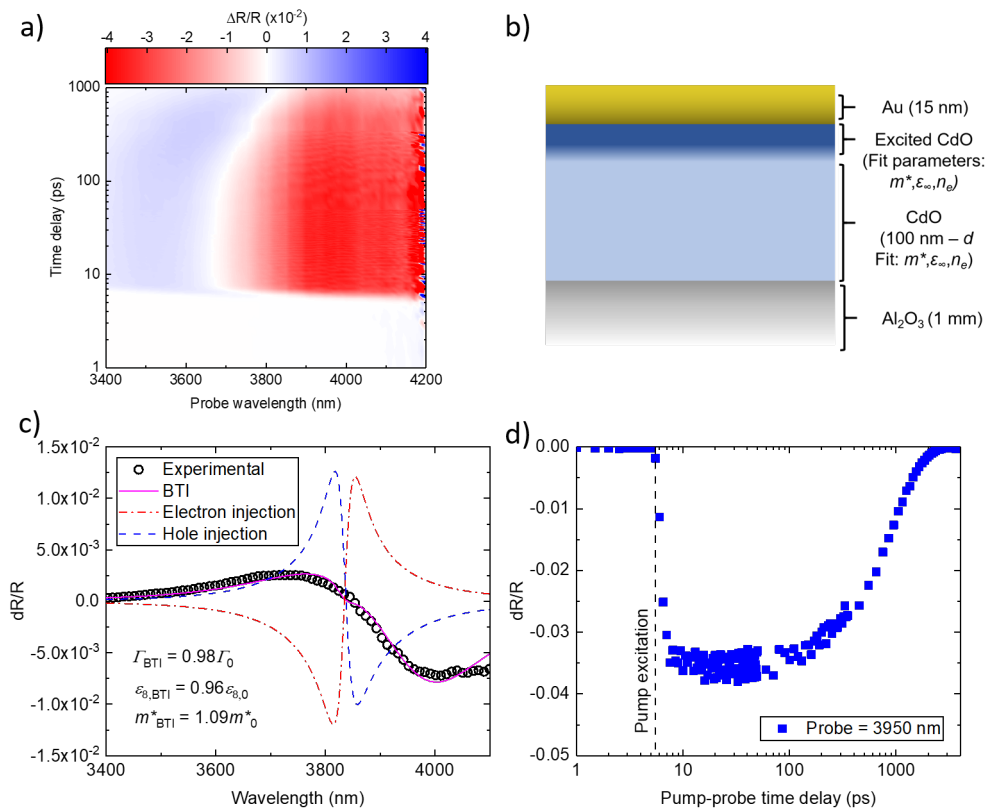 a)
ΔR/R (x10⁻²)
-4 -3 -2 -1 0 1 2 3 4
1000
100
10
1
Time delay (ps)
3400 3600 3800 4000 4200
Probe wavelength (nm)
b)
Au (15 nm)
Excited CdO
(Fit parameters:
m*,ε∞,nₑ)
CdO
(100 nm – d
Fit: m*,ε∞,nₑ)
Al₂O₃ (1 mm)
c)
1.5x10⁻²
1.0x10⁻²
5.0x10⁻³
0.0
-5.0x10⁻³
-1.0x10⁻²
-1.5x10⁻²
dR/R
Experimental
BTI
Electron injection
Hole injection
Γ_BTI = 0.98Γ₀
ε₈,BTI = 0.96ε₈,₀
m*_BTI = 1.09m*₀
3400 3600 3800 4000
Wavelength (nm)
d)
0.00
-0.01
-0.02
-0.03
-0.04
-0.05
dR/R
Pump excitation
Probe = 3950 nm
1 10 100 1000
Pump-probe time delay (ps)